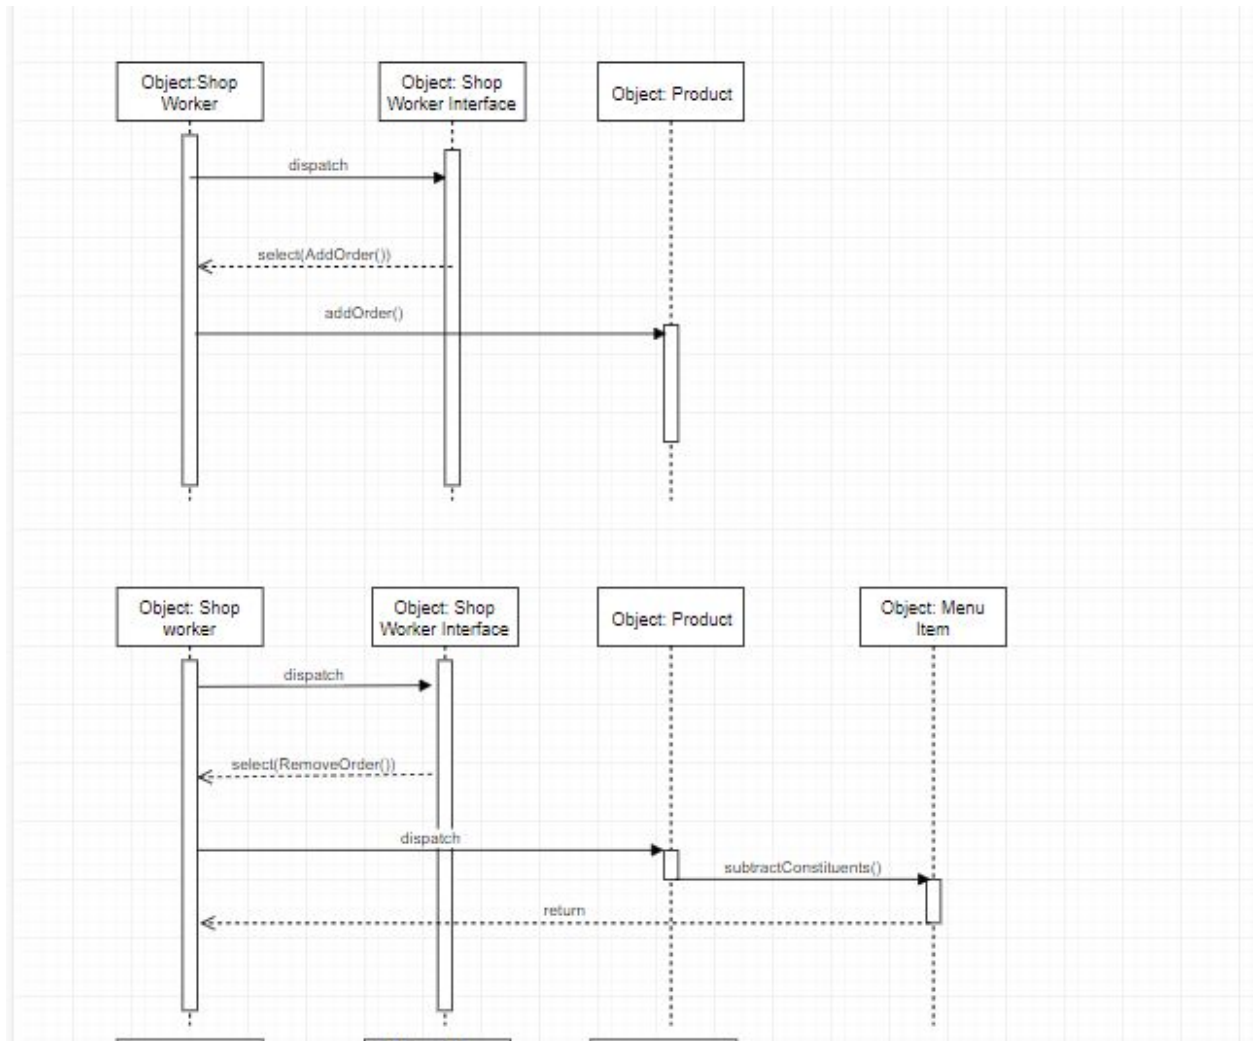 Object:Shop
Worker
Object: Shop
Worker Interface
Object: Product
dispatch
select(AddOrder())
addOrder()
Object: Shop
worker
Object: Shop
Worker Interface
Object: Product
Object: Menu
Item
dispatch
select(RemoveOrder())
dispatch
subtractConstituents()
return